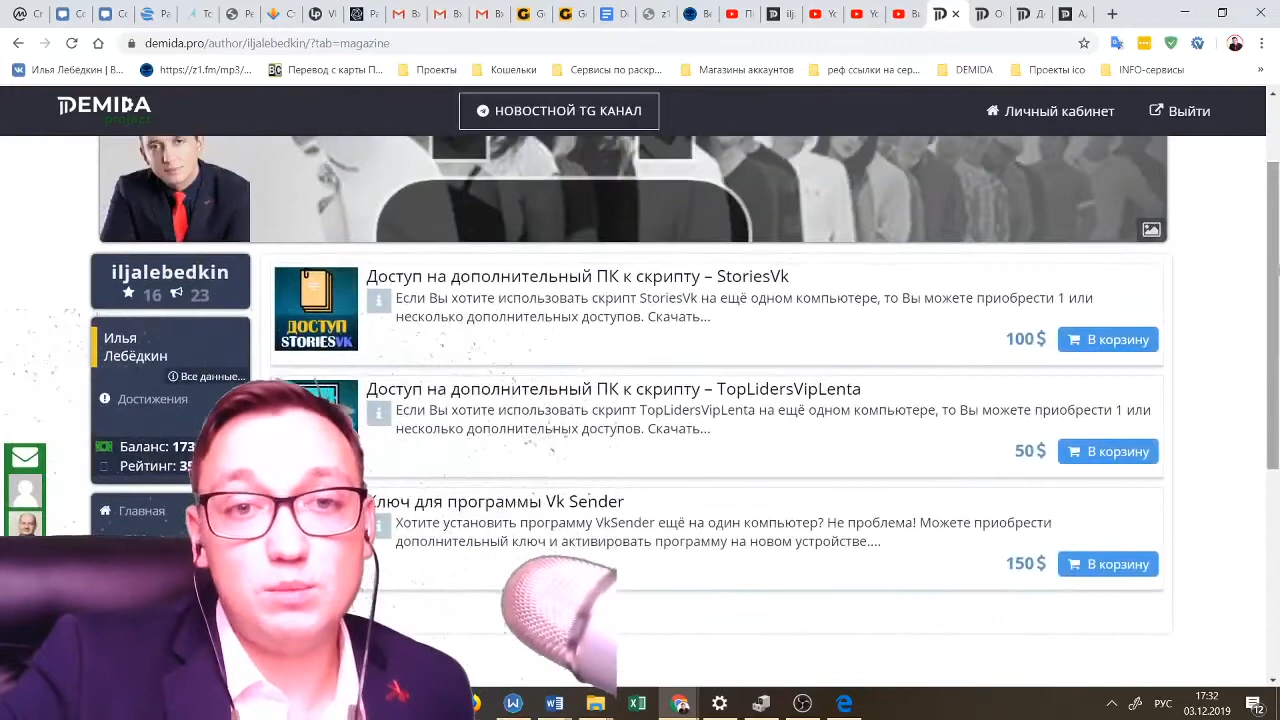 demida.pro/author/iljalebedkin/?tab=magazine
Илья Лебёдкин | В...
https://z1.fm/mp3/...
Перевод с карты П...
Проекты
Кошельки
Сервисы по раскр...
Магазины аккаунтов
реф ссылки на сер...
DEMIDA
Проекты ico
INFO-сервисы
»
DEMIDA
project
НОВОСТНОЙ TG КАНАЛ
Личный кабинет
Выйти
iljalebedkin
16 23
Илья
Лебёдкин
Все данные...
Достижения
Баланс: 173
Рейтинг: 35
Главная
ДОСТУП
STORIESVK
Доступ на дополнительный ПК к скрипту – StoriesVk
Если Вы хотите использовать скрипт StoriesVk на ещё одном компьютере, то Вы можете приобрести 1 или
несколько дополнительных доступов. Скачать...
100$ В корзину
Доступ на дополнительный ПК к скрипту – TopLidersVipLenta
Если Вы хотите использовать скрипт TopLidersVipLenta на ещё одном компьютере, то Вы можете приобрести 1 или
несколько дополнительных доступов. Скачать...
50$ В корзину
Ключ для программы Vk Sender
Хотите установить программу VkSender ещё на один компьютер? Не проблема! Можете приобрести
дополнительный ключ и активировать программу на новом устройстве....
150$ В корзину
РУС
17:32
03.12.2019
12